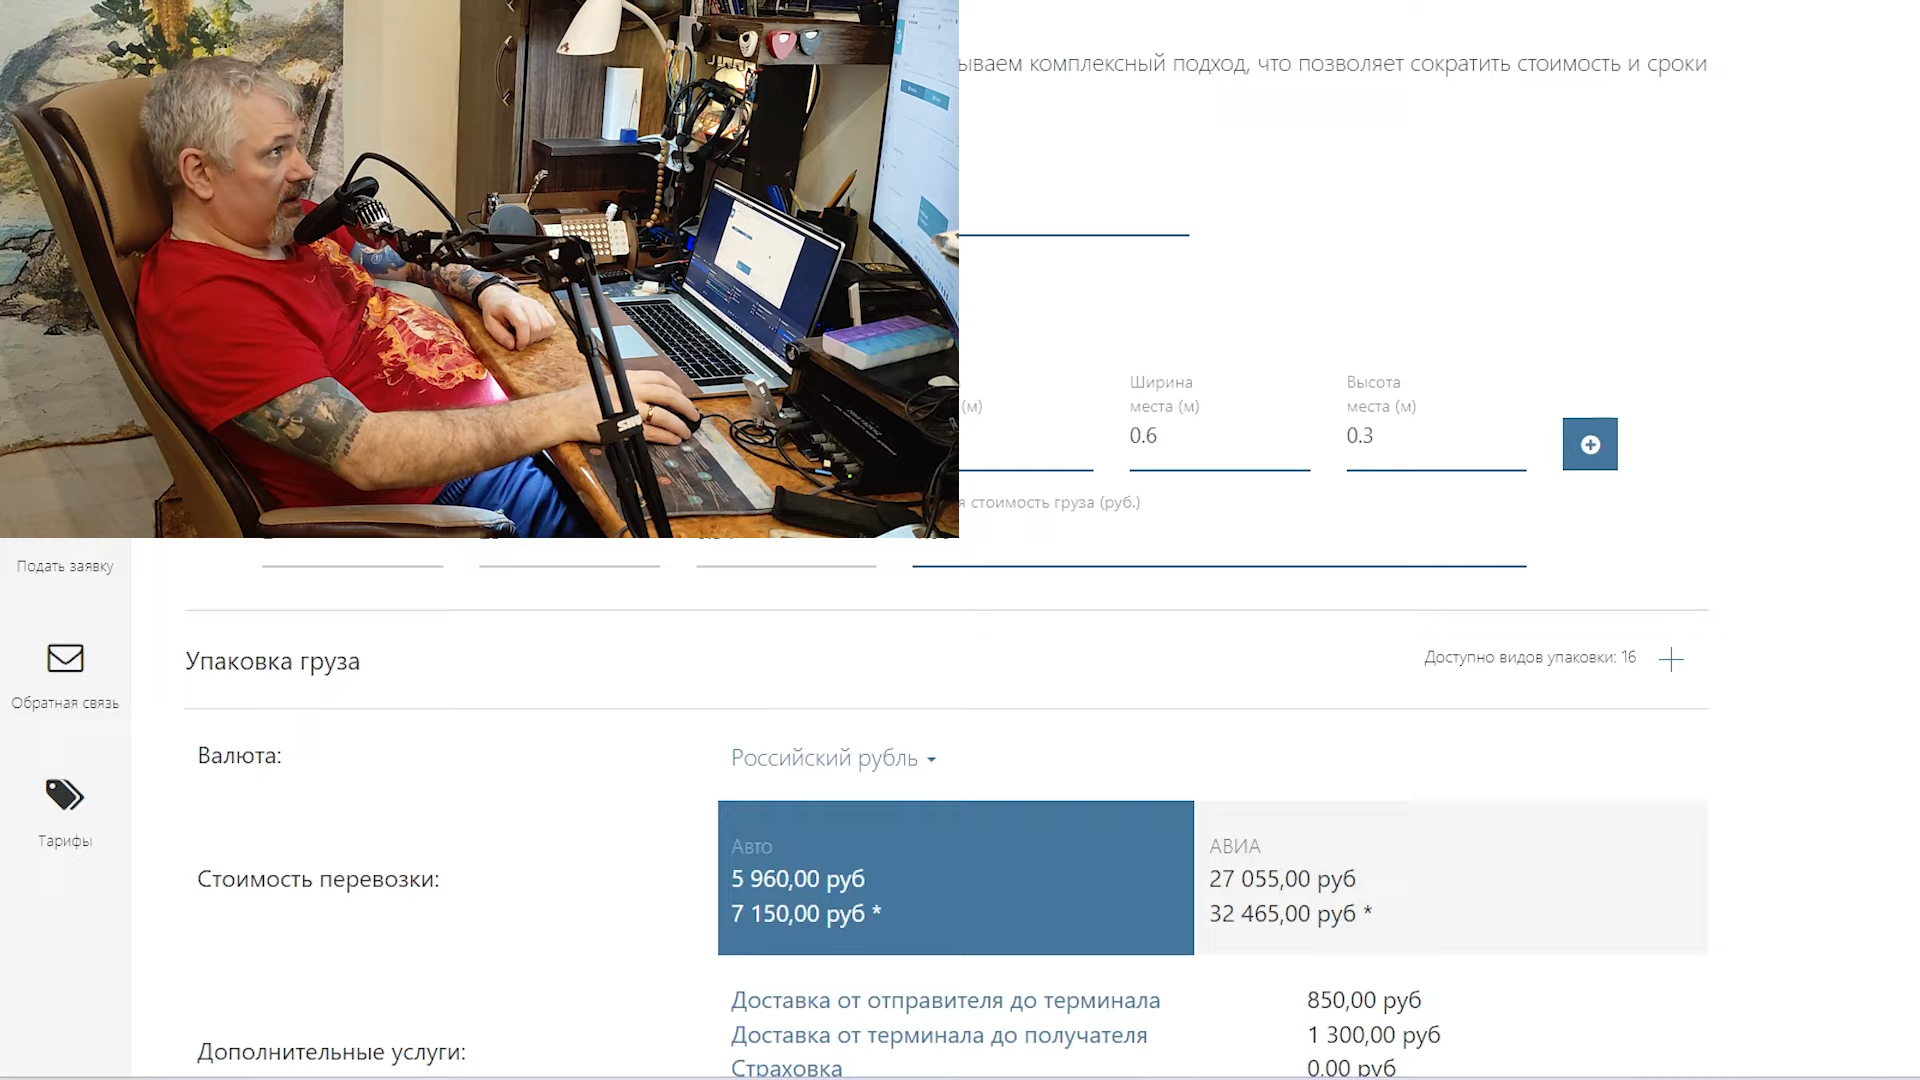 ываем комплексный подход, что позволяет сократить стоимость и сроки
(м)
Ширина
места (м)
0.6
Высота
места (м)
0.3
я стоимость груза (руб.)
Подать заявку
Упаковка груза
Доступно видов упаковки: 16
Обратная связь
Валюта:
Российский рубль
Тарифы
Стоимость перевозки:
Авто
5 960,00 руб
7 150,00 руб *
АВИА
27 055,00 руб
32 465,00 руб *
Дополнительные услуги:
Доставка от отправителя до терминала
850,00 руб
Доставка от терминала до получателя
1 300,00 руб
Страховка
0,00 руб